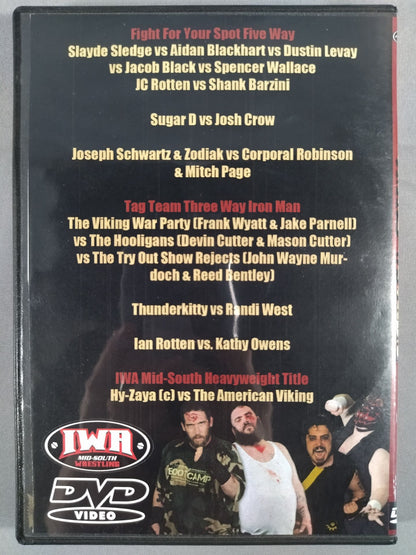 Fight For Your Spot Five Way
Slayde Sledge vs Aidan Blackhart vs Dustin Levay
vs Jacob Black vs Spencer Wallace
JC Rotten vs Shank Barzini
Sugar D vs Josh Crow
Joseph Schwartz & Zodiak vs Corporal Robinson
& Mitch Page
Tag Team Three Way Iron Man
The Viking War Party (Frank Wyatt & Jake Parnell)
vs The Hooligans (Devin Cutter & Mason Cutter)
vs The Try Out Show Rejects (John Wayne Mur-
doch & Reed Bentley)
Thunderkitty vs Randi West
Ian Rotten vs. Kathy Owens
IWA Mid-South Heavyweight Title
Hy-Zaya (c) vs The American Viking
IWA
MID-SOUTH
WRESTLING
DVD
VIDEO
BOOTCAMP